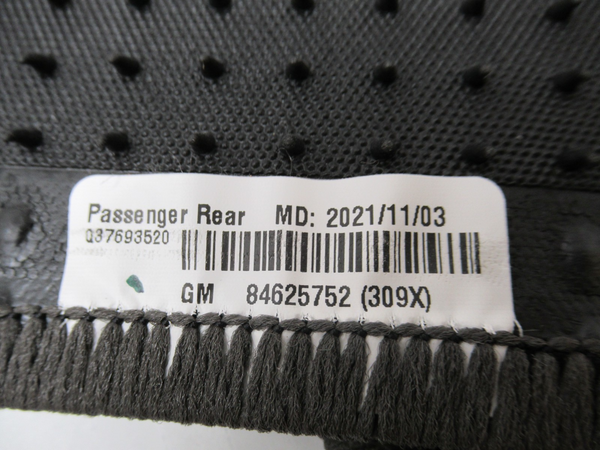 Passenger Rear MD: 2021/11/03
Q37693520
GM 84625752 (309X)